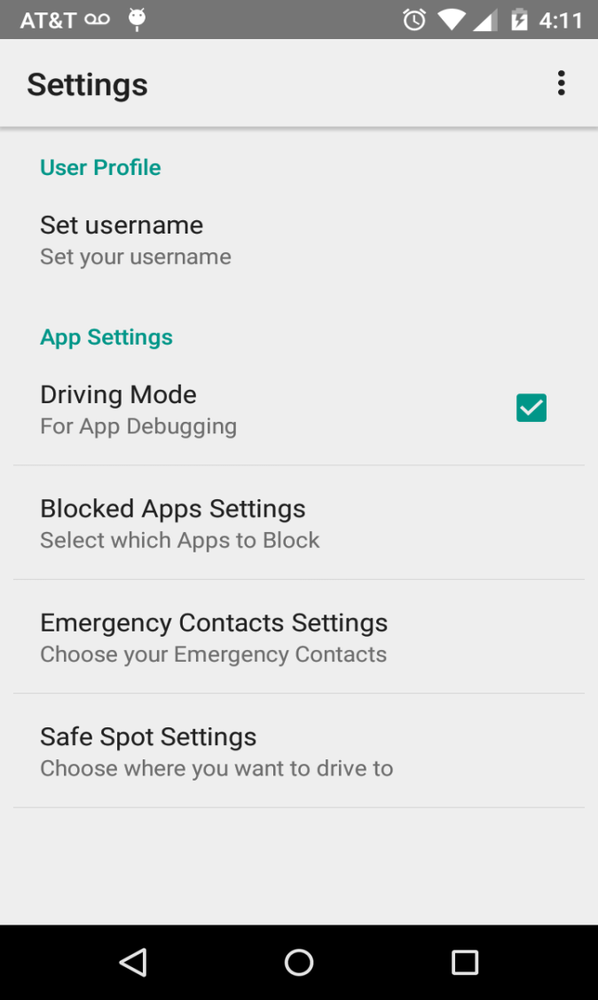 AT&T 4:11
Settings
User Profile
Set username
Set your username
App Settings
Driving Mode
For App Debugging
Blocked Apps Settings
Select which Apps to Block
Emergency Contacts Settings
Choose your Emergency Contacts
Safe Spot Settings
Choose where you want to drive to